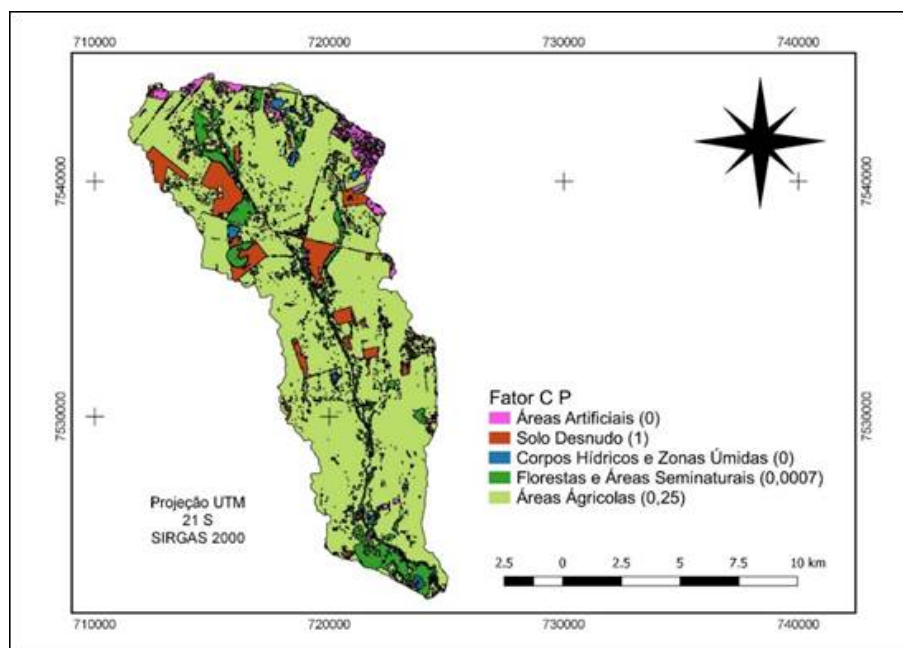 710000 720000 730000 740000
7540000 7540000
7530000 7530000
Fator C P
Áreas Artificiais (0)
Solo Desnudo (1)
Corpos Hídricos e Zonas Úmidas (0)
Florestas e Áreas Seminaturais (0,0007)
Áreas Ágricolas (0,25)
Projeção UTM
21 S
SIRGAS 2000
2.5 0 2.5 5 7.5 10 km
710000 720000 730000 740000